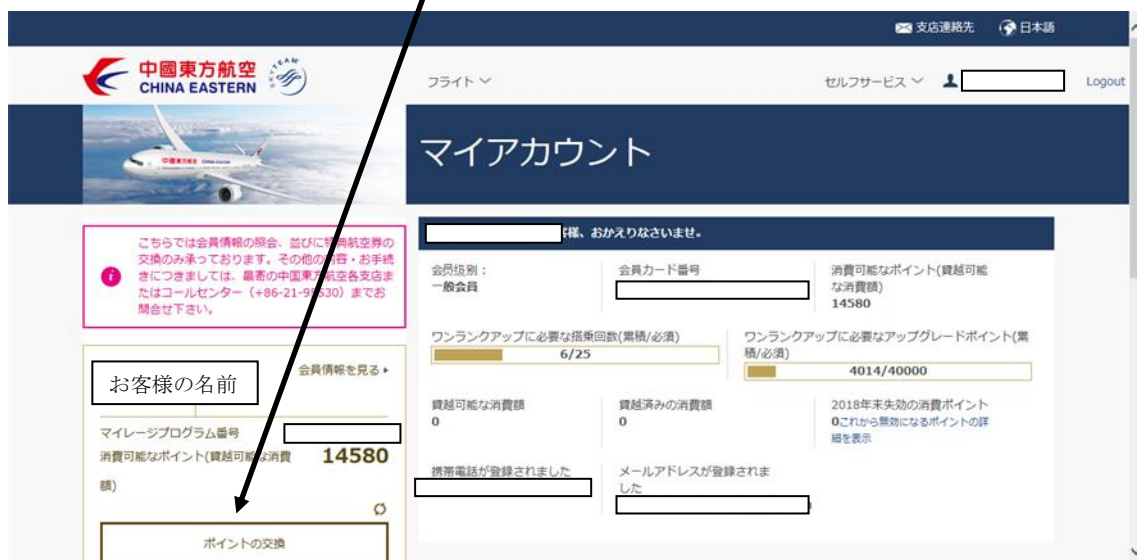 支店連絡先 日本語
中國東方航空
CHINA EASTERN
フライト
セルフサービス
Logout
マイアカウント
こちらでは会員情報の照会、並びに特典航空券の
交換のみ承っております。その他の内容・お手続
きにつきましては、最寄の中国東方航空各支店ま
たはコールセンター（+86-21-95530）までお
問合せ下さい。
様、おかえりなさいませ。
会员级别：
一般会員
会員カード番号
消費可能なポイント(貸越可能
な消費額)
14580
ワンランクアップに必要な搭乗回数(累積/必須)
6/25
ワンランクアップに必要なアップグレードポイント(累
積/必須)
4014/40000
お客様の名前
会員情報を見る
貸越可能な消費額
0
貸越済みの消費額
0
2018年末失効の消費ポイント
0これから無効になるポイントの詳
細を表示
マイレージプログラム番号
消費可能なポイント(貸越可能な消費
額)
14580
携帯電話が登録されました
メールアドレスが登録されま
した
ポイントの交換